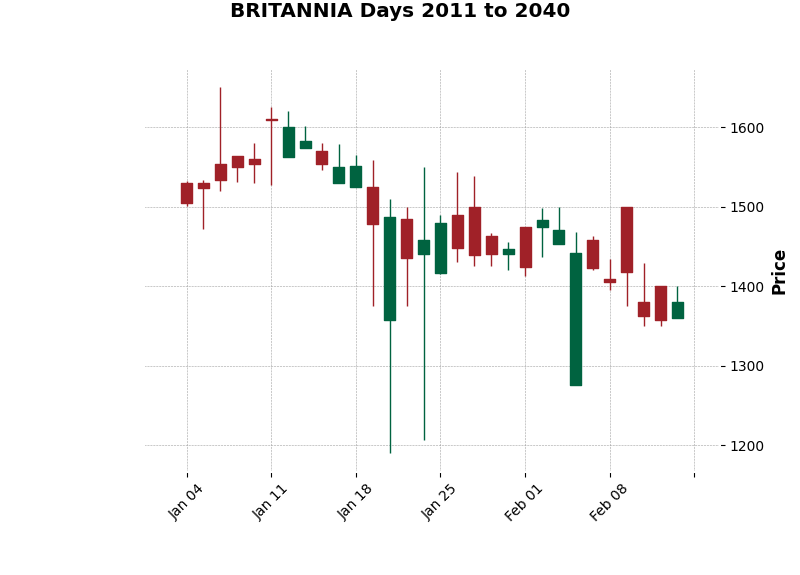 BRITANNIA Days 2011 to 2040
1600
1500
1400
1300
1200
Price
Jan 04
Jan 11
Jan 18
Jan 25
Feb 01
Feb 08